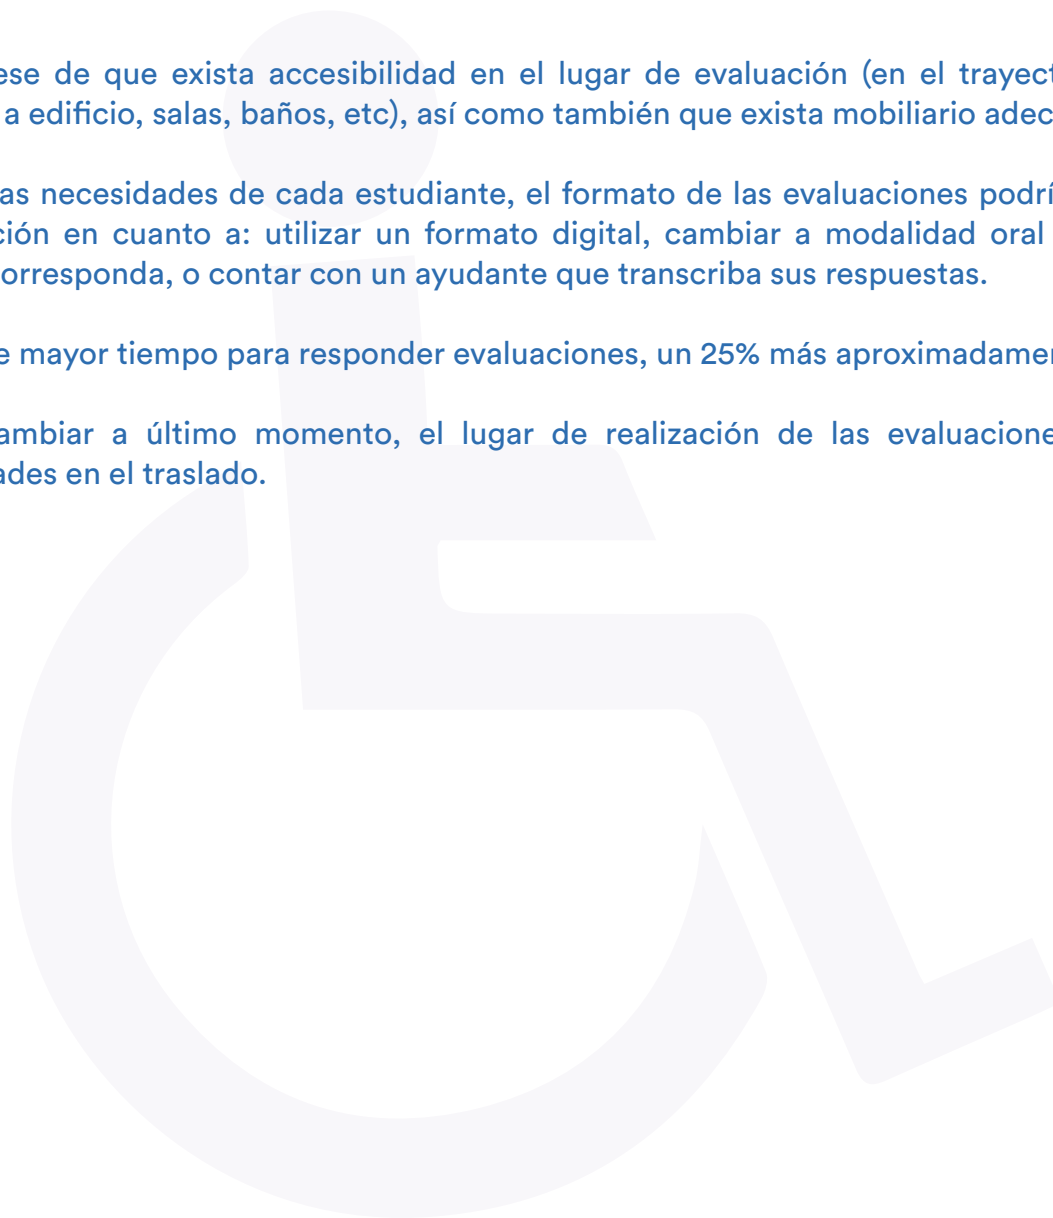 ese de que exista accesibilidad en el lugar de evaluación (en el trayect
a edificio, salas, baños, etc), así como también que exista mobiliario adec
as necesidades de cada estudiante, el formato de las evaluaciones podrí
ción en cuanto a: utilizar un formato digital, cambiar a modalidad oral
orresponda, o contar con un ayudante que transcriba sus respuestas.
e mayor tiempo para responder evaluaciones, un 25% más aproximadamen
ambiar a último momento, el lugar de realización de las evaluacione
ades en el traslado.